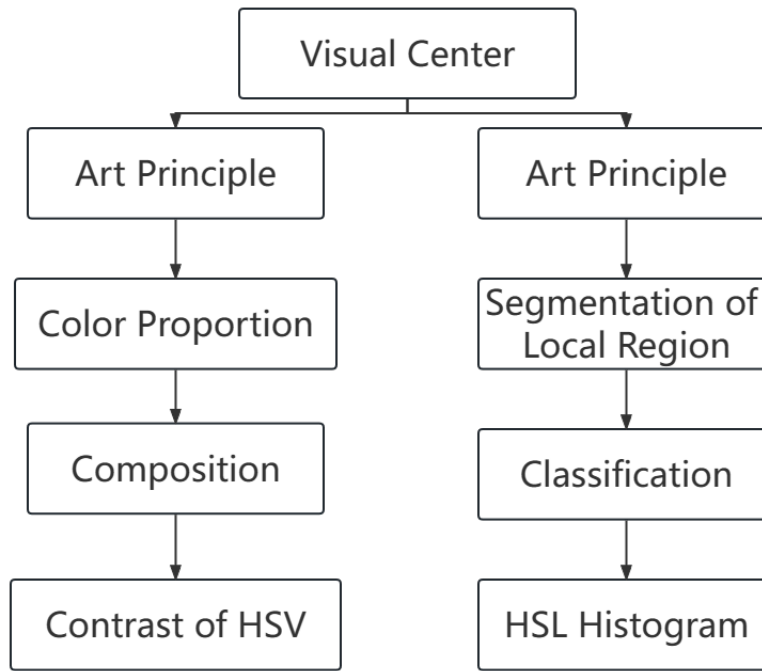 Visual Center
Art Principle
Art Principle
Color Proportion
Segmentation of
Local Region
Composition
Classification
Contrast of HSV
HSL Histogram